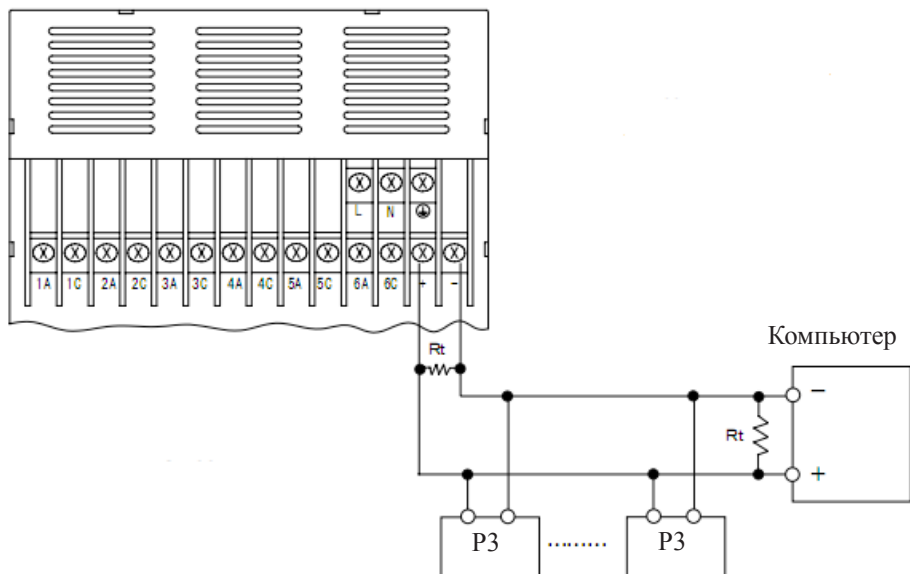 L N
1A 1C 2A 2C 3A 3C 4A 4C 5A 5C 6A 6C + −
Rt
Компьютер
−
Rt
+
P3 ......... P3